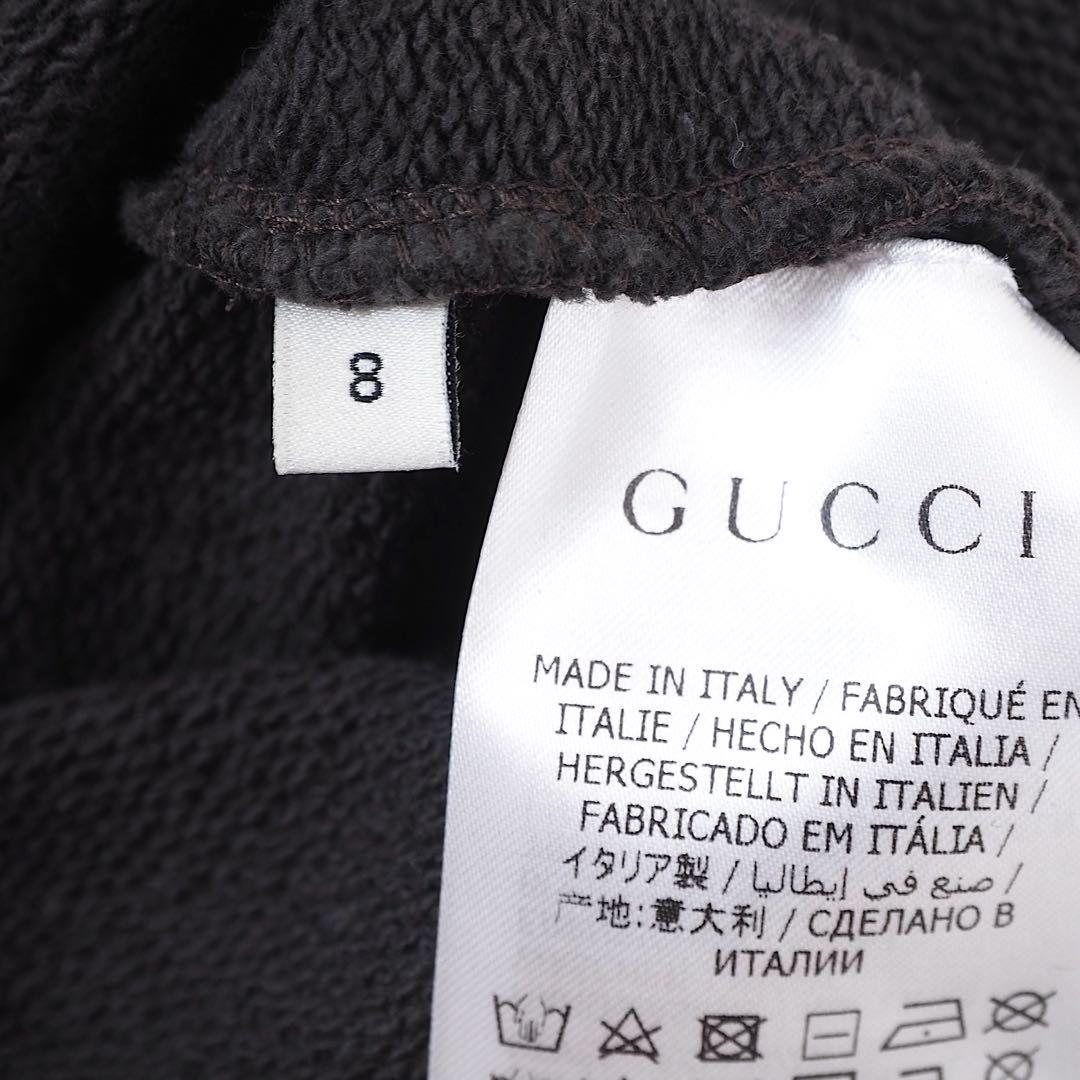 8
GUCCI
MADE IN ITALY / FABRIQUÉ EN
ITALIE / HECHO EN ITALIA /
HERGESTELLT IN ITALIEN /
FABRICADO EM ITÁLIA /
イタリア製 / صنع في إيطاليا /
产地:意大利 / СДЕЛАНО В
ИТАЛИИ